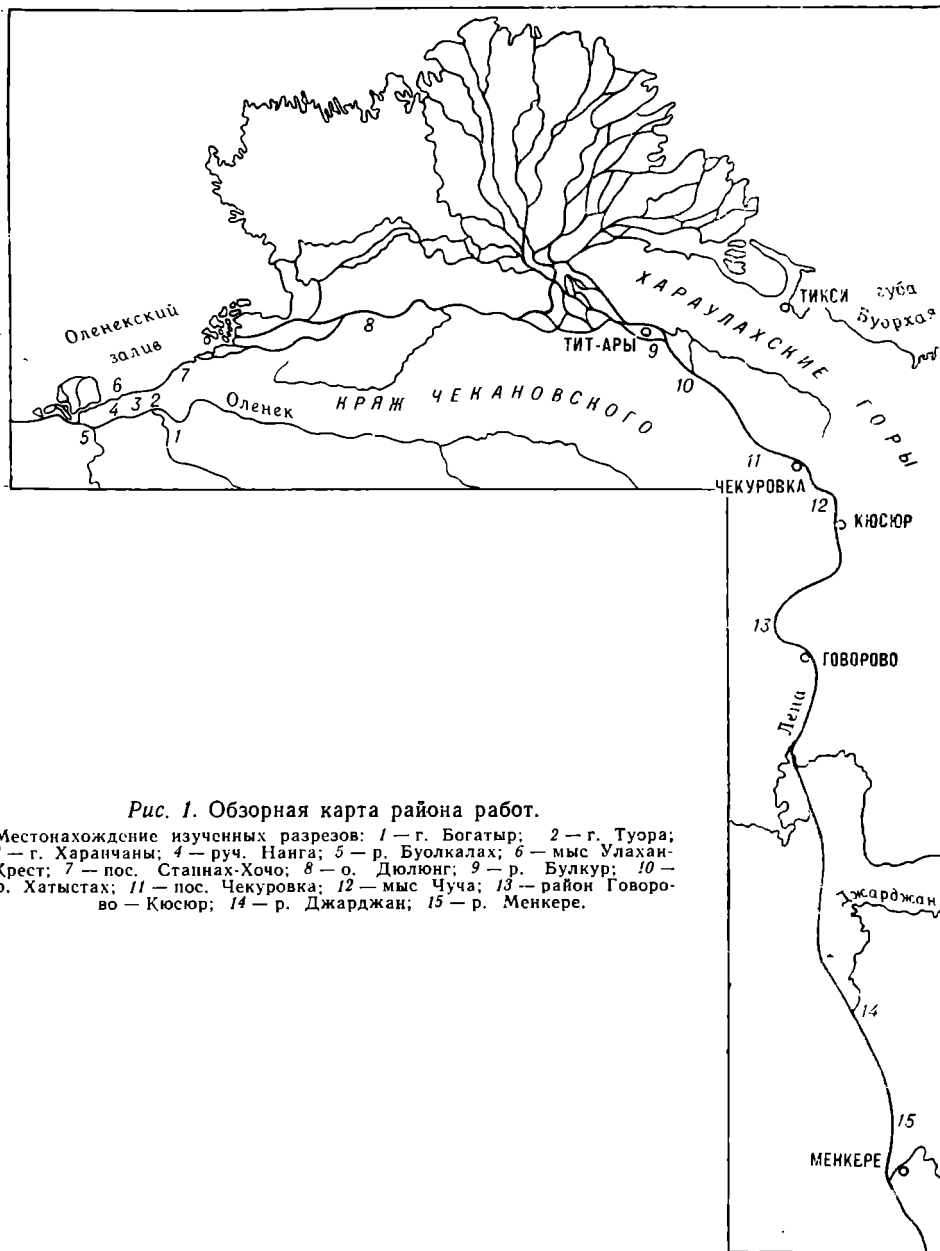 Оленекский
залив
8
7
6
4 3 2
5
1
Оленек
КРЯЖ ЧЕКАНОВСКОГО
ТИТ-АРЫ
9
10
ХАРАУЛАХСКИЕ
ГОРЫ
ТИКСИ
губа
Буорхая
11
ЧЕКУРОВКА
12
КЮСЮР
13
ГОВОРОВО
Лена
Джарджан
14
15
МЕНКЕРЕ
Рис. 1. Обзорная карта района работ.
Местонахождение изученных разрезов: 1 — г. Богатыр; 2 — г. Туора;
— г. Харанчаны; 4 — руч. Нанга; 5 — р. Буолкалах; 6 — мыс Улахан-
Крест; 7 — пос. Станнах-Хочо; 8 — о. Дюлюнг; 9 — р. Булкур; 10 —
р. Хатыстах; 11 — пос. Чекуровка; 12 — мыс Чуча; 13 — район Говоро-
во — Кюсюр; 14 — р. Джарджан; 15 — р. Менкере.